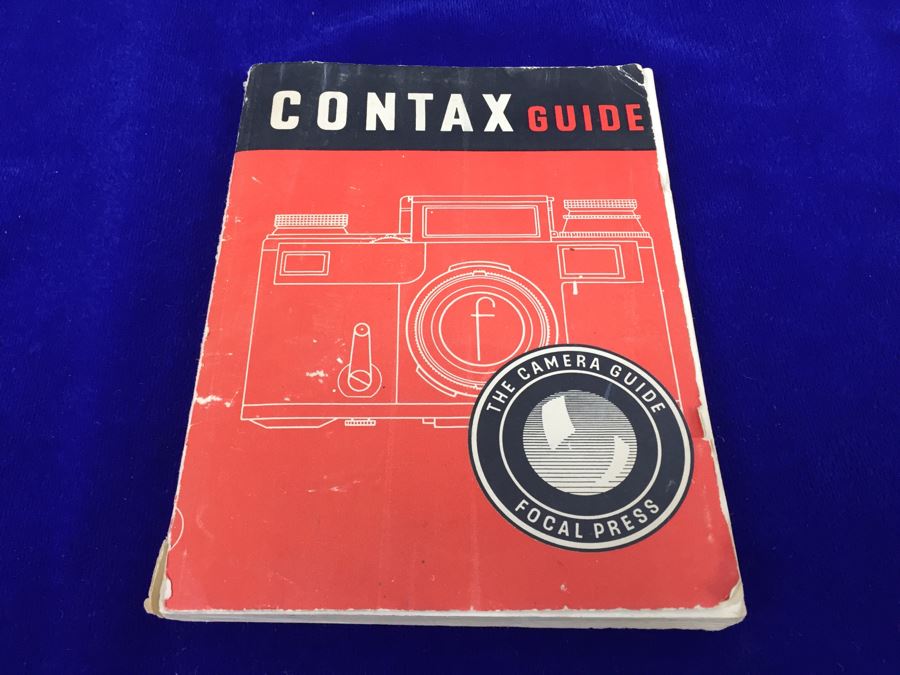 CONTAX GUIDE
f
THE CAMERA GUIDE
FOCAL PRESS